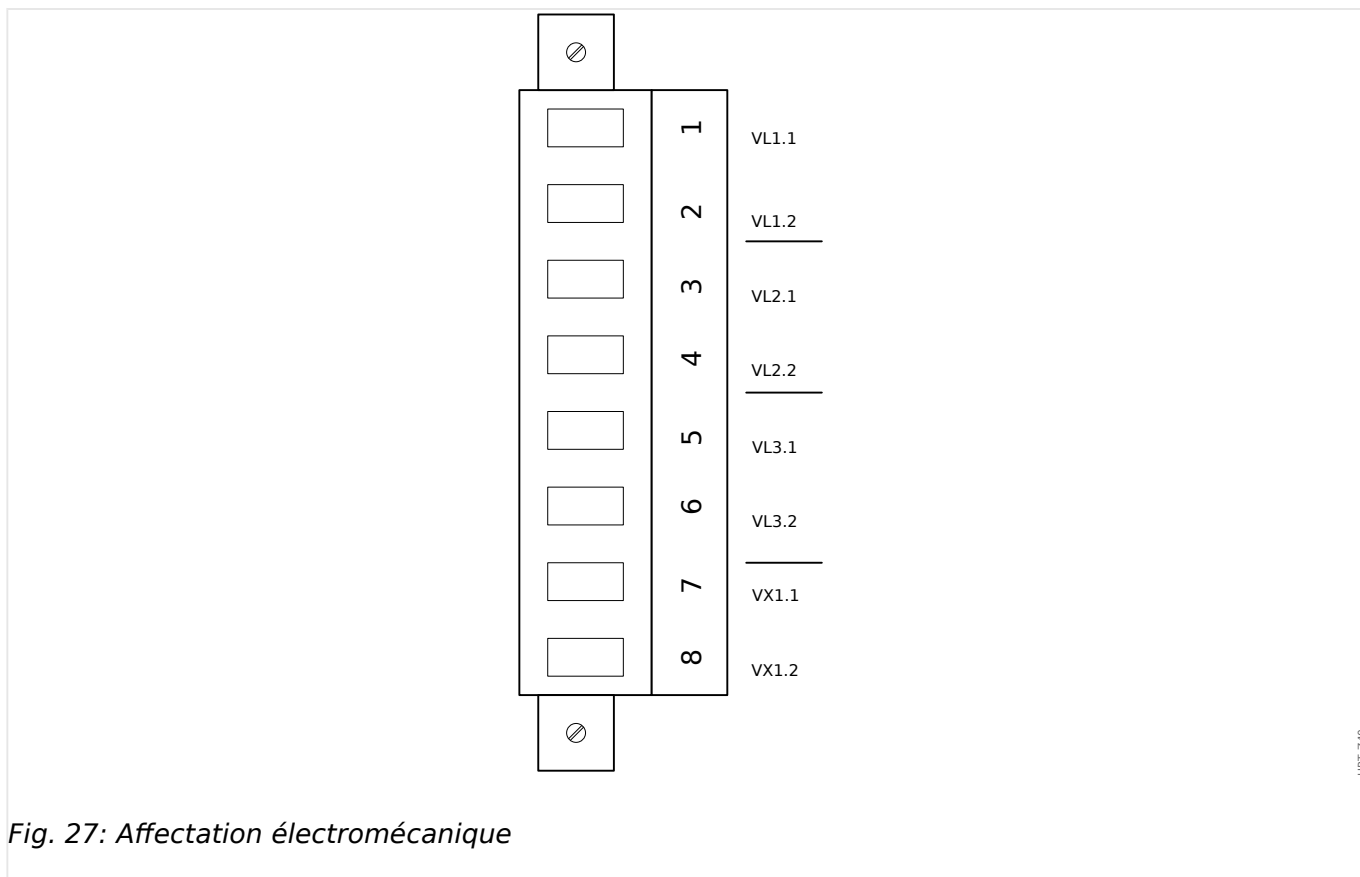 1 VL1.1
2 VL1.2
3 VL2.1
4 VL2.2
5 VL3.1
6 VL3.2
7 VX1.1
8 VX1.2
Fig. 27: Affectation électromécanique